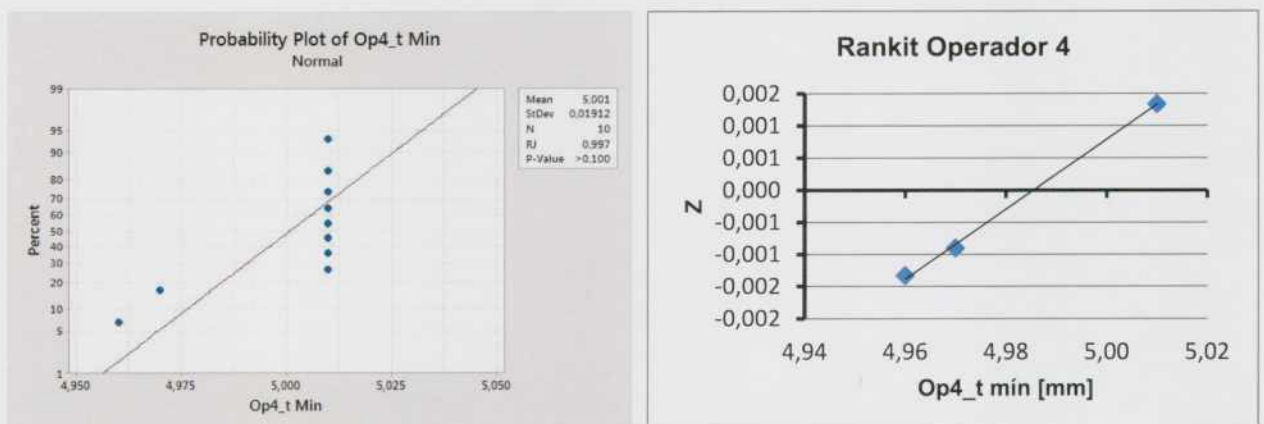 Probability Plot of Op4_t Min
Normal
99
95
90
80
70
60
50
40
30
20
10
5
1
Percent
4,950
4,975
5,000
5,025
5,050
Op4_t Min
Mean 5,001
StDev 0,01912
N 10
RJ 0,997
P-Value >0.100
Rankit Operador 4
0,002
0,001
0,001
0,000
-0,001
-0,001
-0,002
-0,002
Z
4,94
4,96
4,98
5,00
5,02
Op4_t mín [mm]